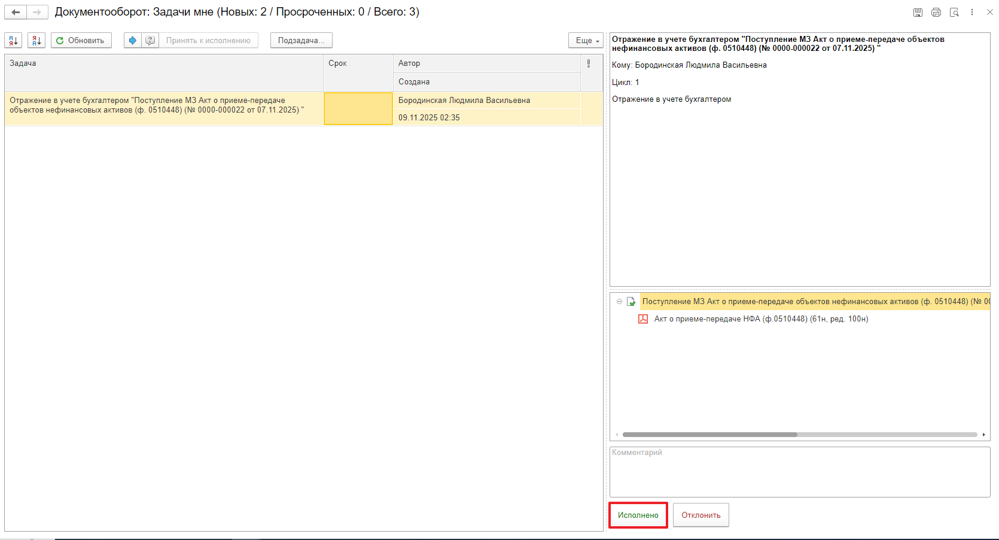 Документооборот: Задачи мне (Новых: 2 / Просроченных: 0 / Всего: 3)
А Я
Я А
Обновить
Принять к исполнению
Подзадача...
Еще
Задача
Срок
Автор
Создана
Отражение в учете бухгалтером "Поступление МЗ Акт о приеме-передаче
объектов нефинансовых активов (ф. 0510448) (№ 0000-000022 от 07.11.2025) "
Бородинская Людмила Васильевна
09.11.2025 02:35
Отражение в учете бухгалтером "Поступление МЗ Акт о приеме-передаче объектов
нефинансовых активов (ф. 0510448) (№ 0000-000022 от 07.11.2025) "
Кому: Бородинская Людмила Васильевна
Цикл: 1
Отражение в учете бухгалтером
Поступление МЗ Акт о приеме-передаче объектов нефинансовых активов (ф. 0510448) (№ 00
Акт о приеме-передаче НФА (ф.0510448) (61н, ред. 100н)
Комментарий
Исполнено
Отклонить